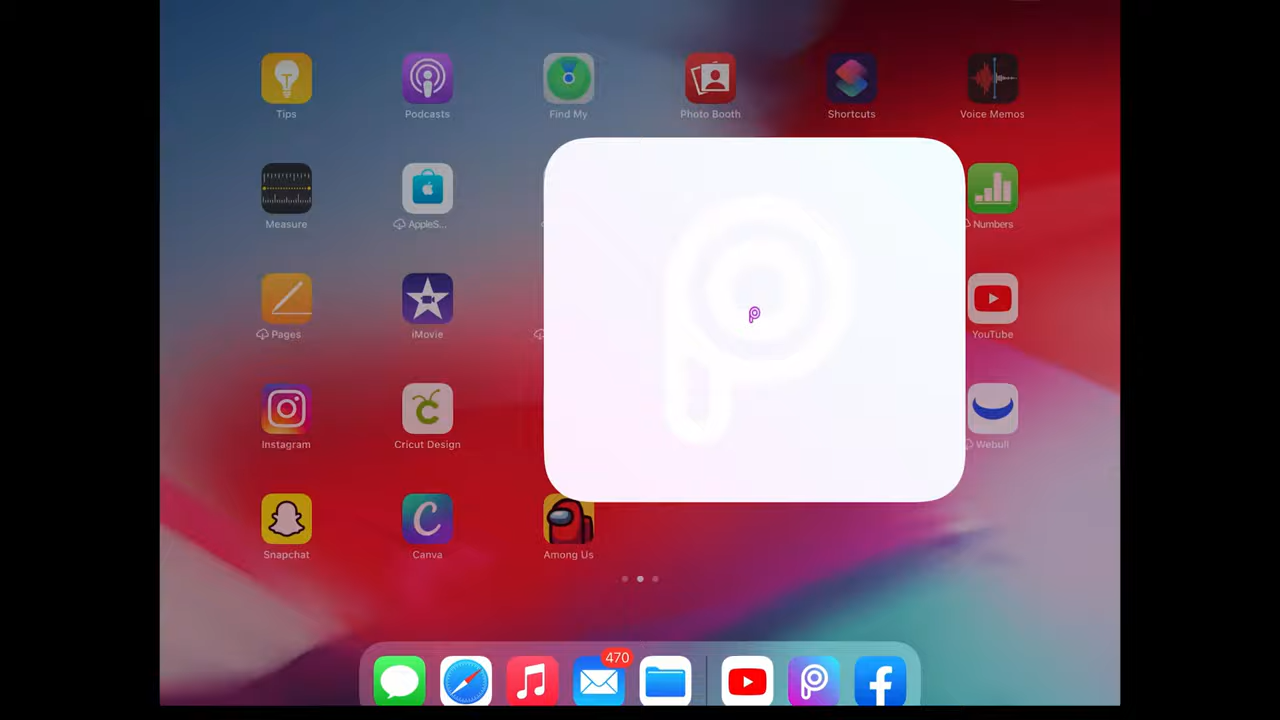 Tips
Podcasts
Find My
Photo Booth
Shortcuts
Voice Memos
Measure
AppleS...
Numbers
Pages
iMovie
YouTube
Instagram
Cricut Design
Webull
Snapchat
Canva
Among Us
470